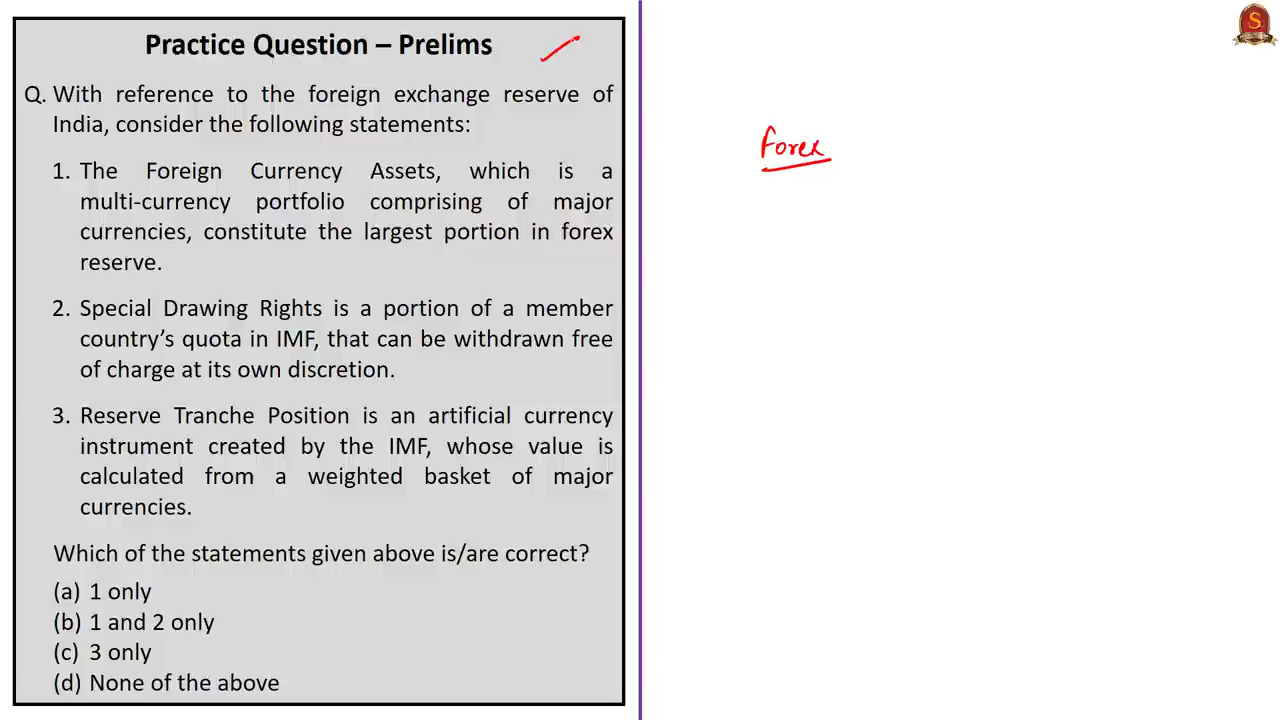 Practice Question – Prelims
Q. With reference to the foreign exchange reserve of
India, consider the following statements:
1. The Foreign Currency Assets, which is a
multi-currency portfolio comprising of major
currencies, constitute the largest portion in forex
reserve.
2. Special Drawing Rights is a portion of a member
country’s quota in IMF, that can be withdrawn free
of charge at its own discretion.
3. Reserve Tranche Position is an artificial currency
instrument created by the IMF, whose value is
calculated from a weighted basket of major
currencies.
Which of the statements given above is/are correct?
(a) 1 only
(b) 1 and 2 only
(c) 3 only
(d) None of the above
Forex
S